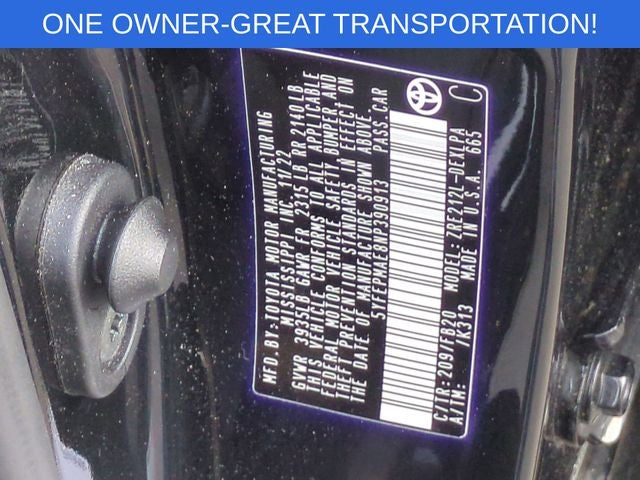 ONE OWNER-GREAT TRANSPORTATION!
MFD. BY: TOYOTA MOTOR MANUFACTURING
MISSISSIPPI, INC. 11/22
GVWR 3935LB GAWR FR 2315 LB RR 2140LB
THIS VEHICLE CONFORMS TO ALL APPLICABLE
FEDERAL MOTOR VEHICLE SAFETY, BUMPER, AND
THEFT PREVENTION STANDARDS IN EFFECT ON
THE DATE OF MANUFACTURE SHOWN ABOVE.
5YFEPMAE8NP390913 PASS.CAR
C/TR: 209/FB20 MODEL: ZRE212L-DEXLPA
A/TM: /K313 MADE IN U.S.A. 665
C